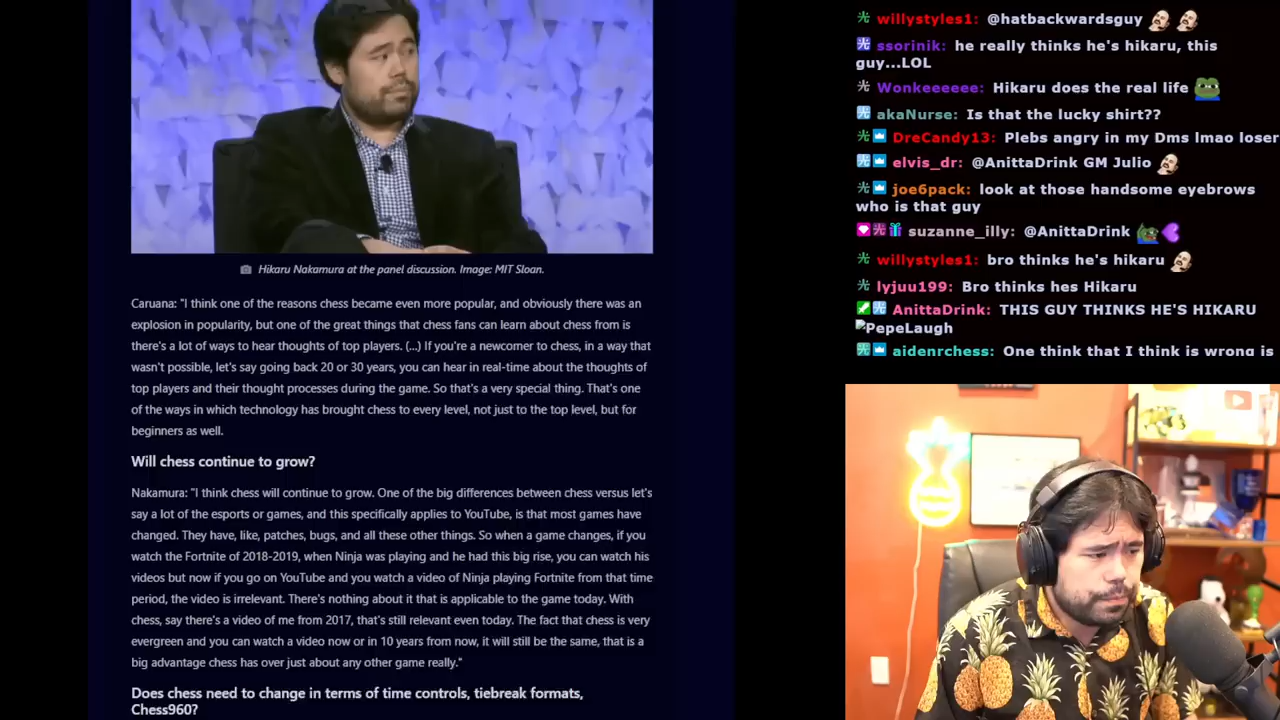 Hikaru Nakamura at the panel discussion. Image: MIT Sloan.
Caruana: "I think one of the reasons chess became even more popular, and obviously there was an
explosion in popularity, but one of the great things that chess fans can learn about chess from is
there's a lot of ways to hear thoughts of top players. (...) If you're a newcomer to chess, in a way that
wasn't possible, let's say going back 20 or 30 years, you can hear in real-time about the thoughts of
top players and their thought processes during the game. So that's a very special thing. That's one
of the ways in which technology has brought chess to every level, not just to the top level, but for
beginners as well.
Will chess continue to grow?
Nakamura: "I think chess will continue to grow. One of the big differences between chess versus let's
say a lot of the esports or games, and this specifically applies to YouTube, is that most games have
changed. They have, like, patches, bugs, and all these other things. So when a game changes, if you
watch the Fortnite of 2018-2019, when Ninja was playing and he had this big rise, you can watch his
videos but now if you go on YouTube and you watch a video of Ninja playing Fortnite from that time
period, the video is irrelevant. There's nothing about it that is applicable to the game today. With
chess, say there's a video of me from 2017, that's still relevant even today. The fact that chess is very
evergreen and you can watch a video now or in 10 years from now, it will still be the same, that is a
big advantage chess has over just about any other game really."
Does chess need to change in terms of time controls, tiebreak formats,
Chess960?
光 willystyles1: @hatbackwardsguy
光 ssorinik: he really thinks he's hikaru, this
guy...LOL
光 Wonkeeeeee: Hikaru does the real life
光 akaNurse: Is that the lucky shirt??
光 DreCandy13: Plebs angry in my Dms lmao loser
光 elvis_dr: @AnittaDrink GM Julio
光 joe6pack: look at those handsome eyebrows
who is that guy
光 suzanne_illy: @AnittaDrink
光 willystyles1: bro thinks he's hikaru
光 lyjuu199: Bro thinks hes Hikaru
光 AnittaDrink: THIS GUY THINKS HE'S HIKARU
PepeLaugh
光 aidenrchess: One think that I think is wrong is